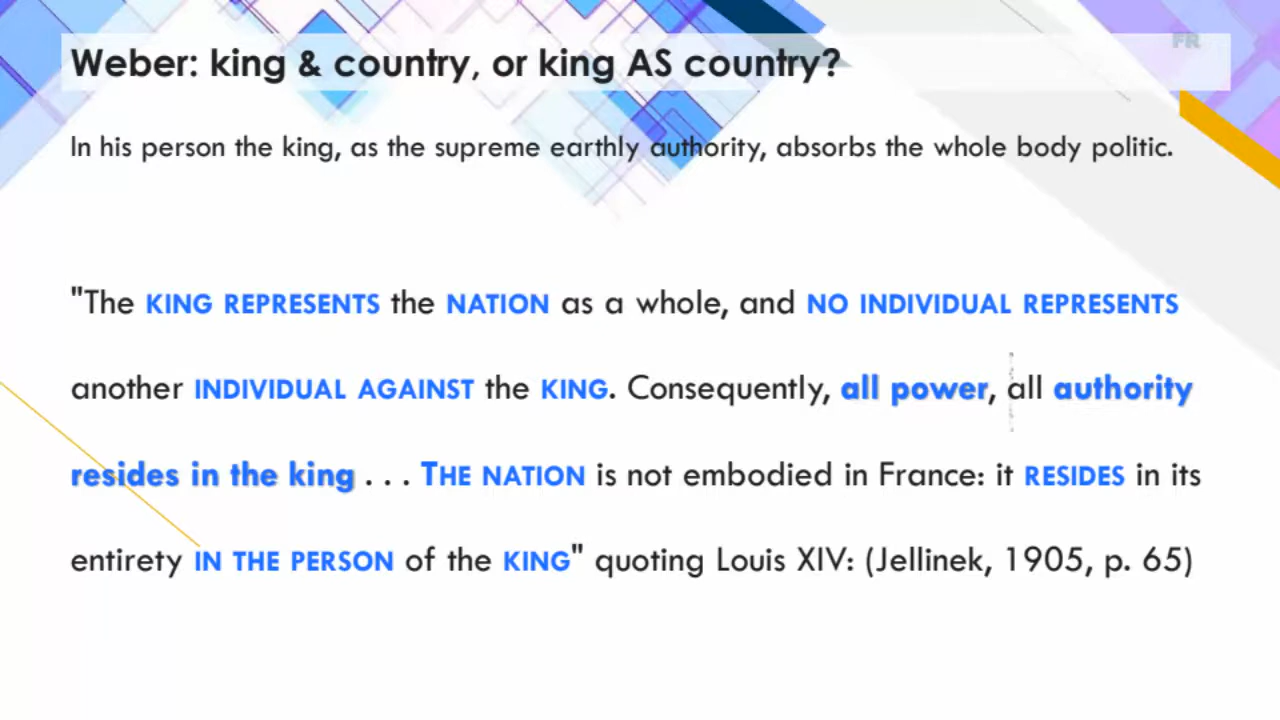 FR
Weber: king & country, or king AS country?
In his person the king, as the supreme earthly authority, absorbs the whole body politic.
"The KING REPRESENTS the NATION as a whole, and NO INDIVIDUAL REPRESENTS
another INDIVIDUAL AGAINST the KING. Consequently, all power, all authority
resides in the king . . . THE NATION is not embodied in France: it RESIDES in its
entirety IN THE PERSON of the KING" quoting Louis XIV: (Jellinek, 1905, p. 65)